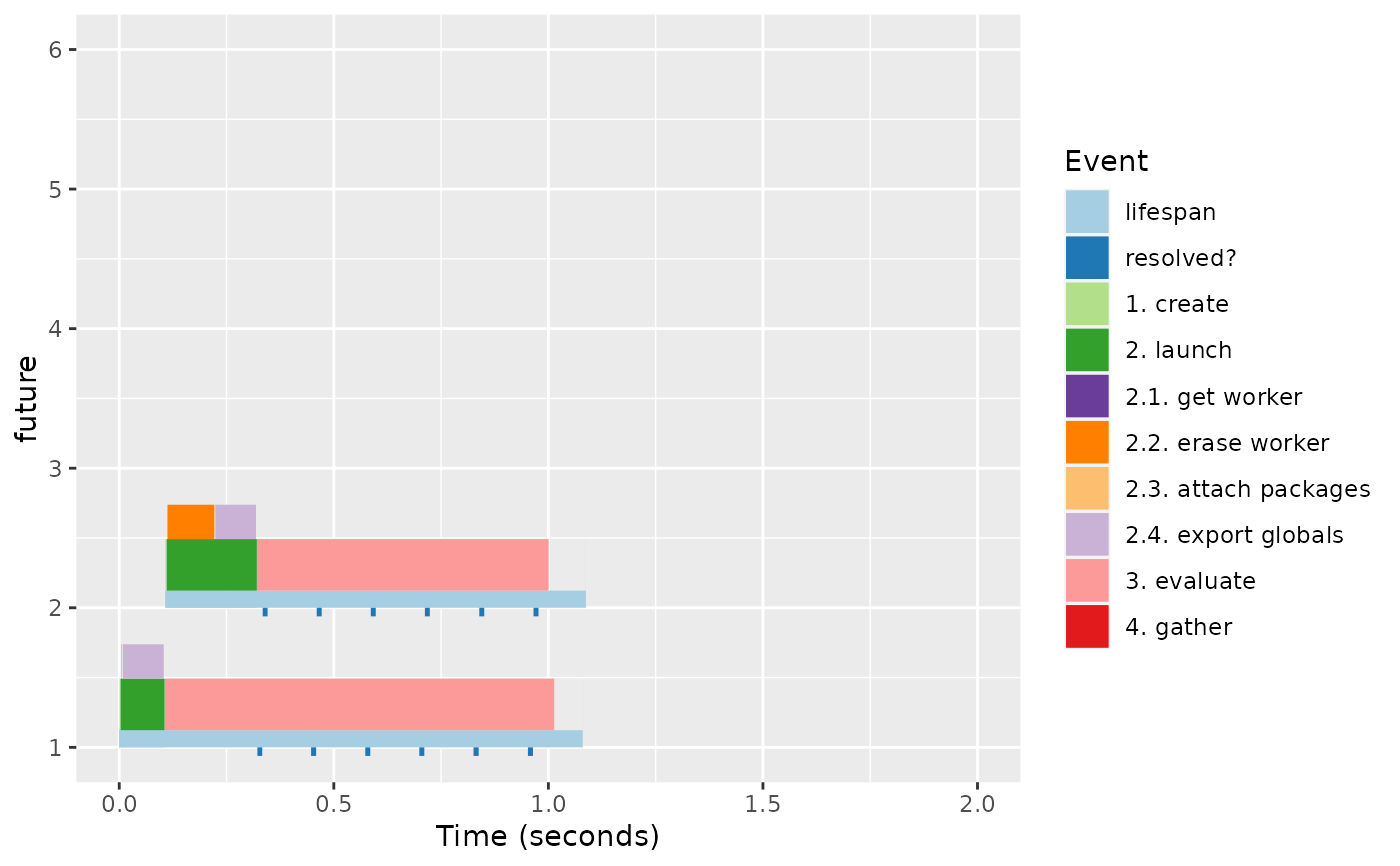 6
5
4
3
2
1
future
0.0 0.5 1.0 1.5 2.0
Time (seconds)
Event
lifespan
resolved?
1. create
2. launch
2.1. get worker
2.2. erase worker
2.3. attach packages
2.4. export globals
3. evaluate
4. gather